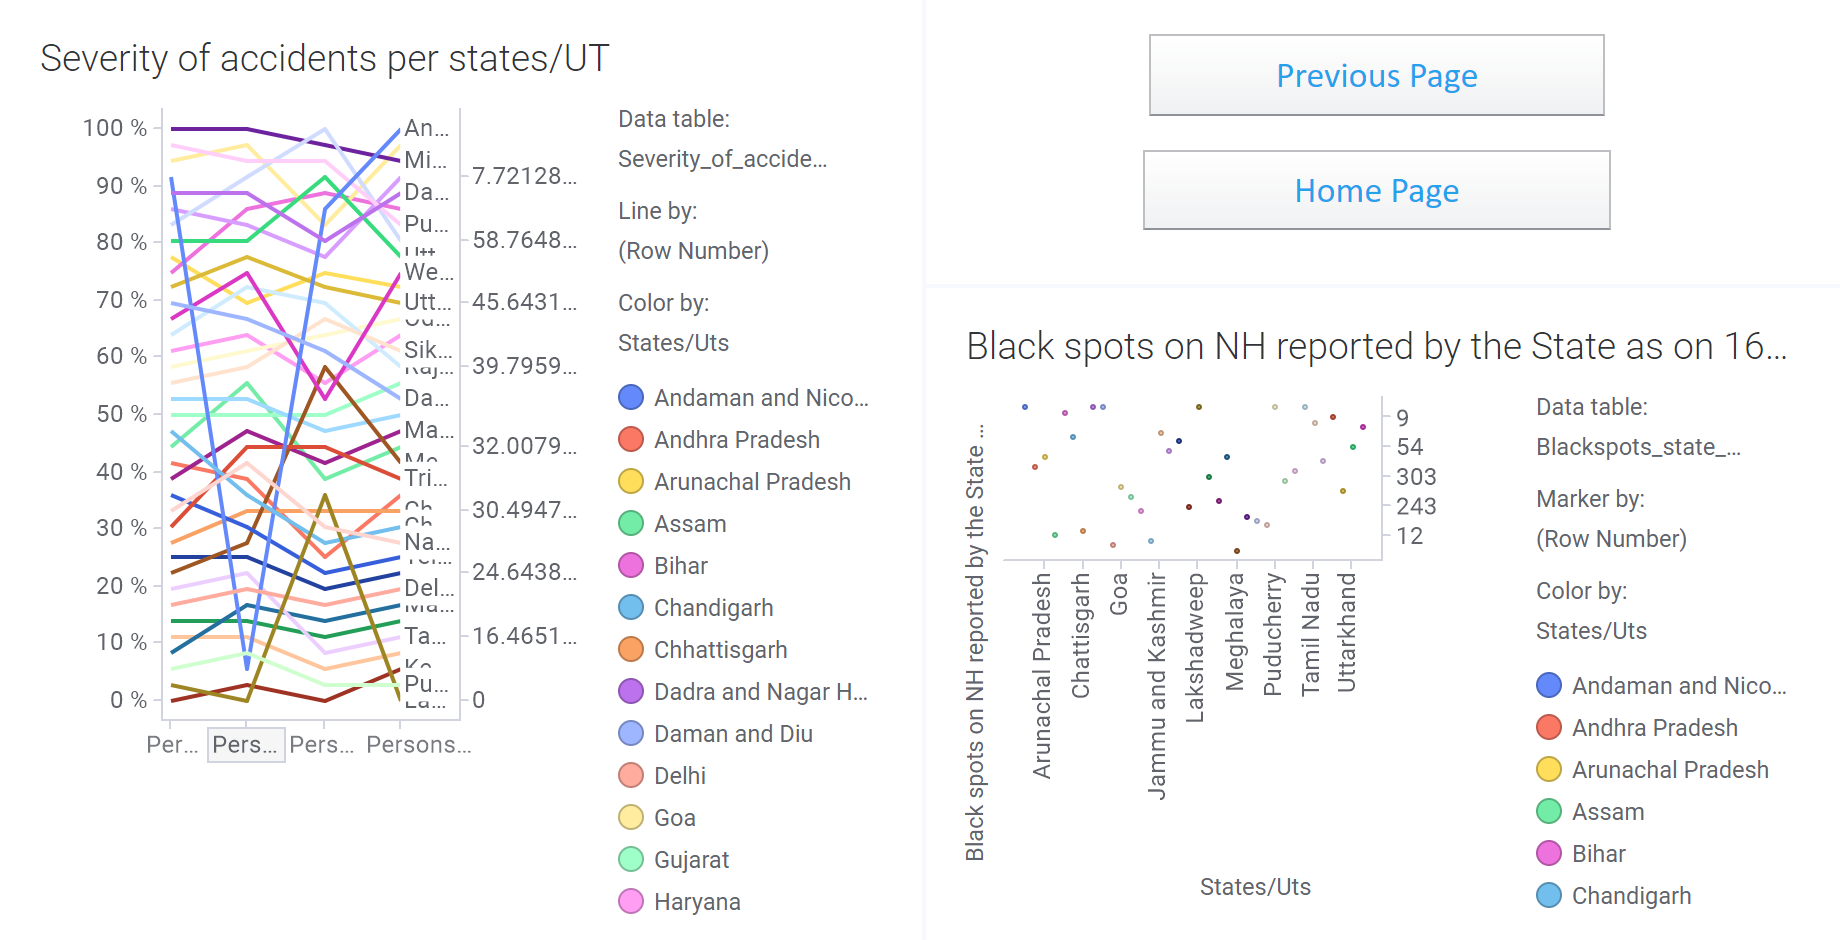 Severity of accidents per states/UT
100 %
90 %
80 %
70 %
60 %
50 %
40 %
30 %
20 %
10 %
0 %
An...
Mi...
Da...
Pu...
We...
Utt...
Sik...
Da...
Ma...
Tri...
Na...
Del...
Ta...
Pu...
7.72128...
58.7648...
45.6431...
39.7959...
32.0079...
30.4947...
24.6438...
16.4651...
0
Per...
Pers...
Pers...
Persons...
Data table:
Severity_of_accide...
Line by:
(Row Number)
Color by:
States/Uts
Andaman and Nico...
Andhra Pradesh
Arunachal Pradesh
Assam
Bihar
Chandigarh
Chhattisgarh
Dadra and Nagar H...
Daman and Diu
Delhi
Goa
Gujarat
Haryana
Previous Page
Home Page
Black spots on NH reported by the State as on 16...
Black spots on NH reported by the State ...
9
54
303
243
12
Arunachal Pradesh
Chattisgarh
Goa
Jammu and Kashmir
Lakshadweep
Meghalaya
Puducherry
Tamil Nadu
Uttarkhand
States/Uts
Data table:
Blackspots_state_...
Marker by:
(Row Number)
Color by:
States/Uts
Andaman and Nico...
Andhra Pradesh
Arunachal Pradesh
Assam
Bihar
Chandigarh